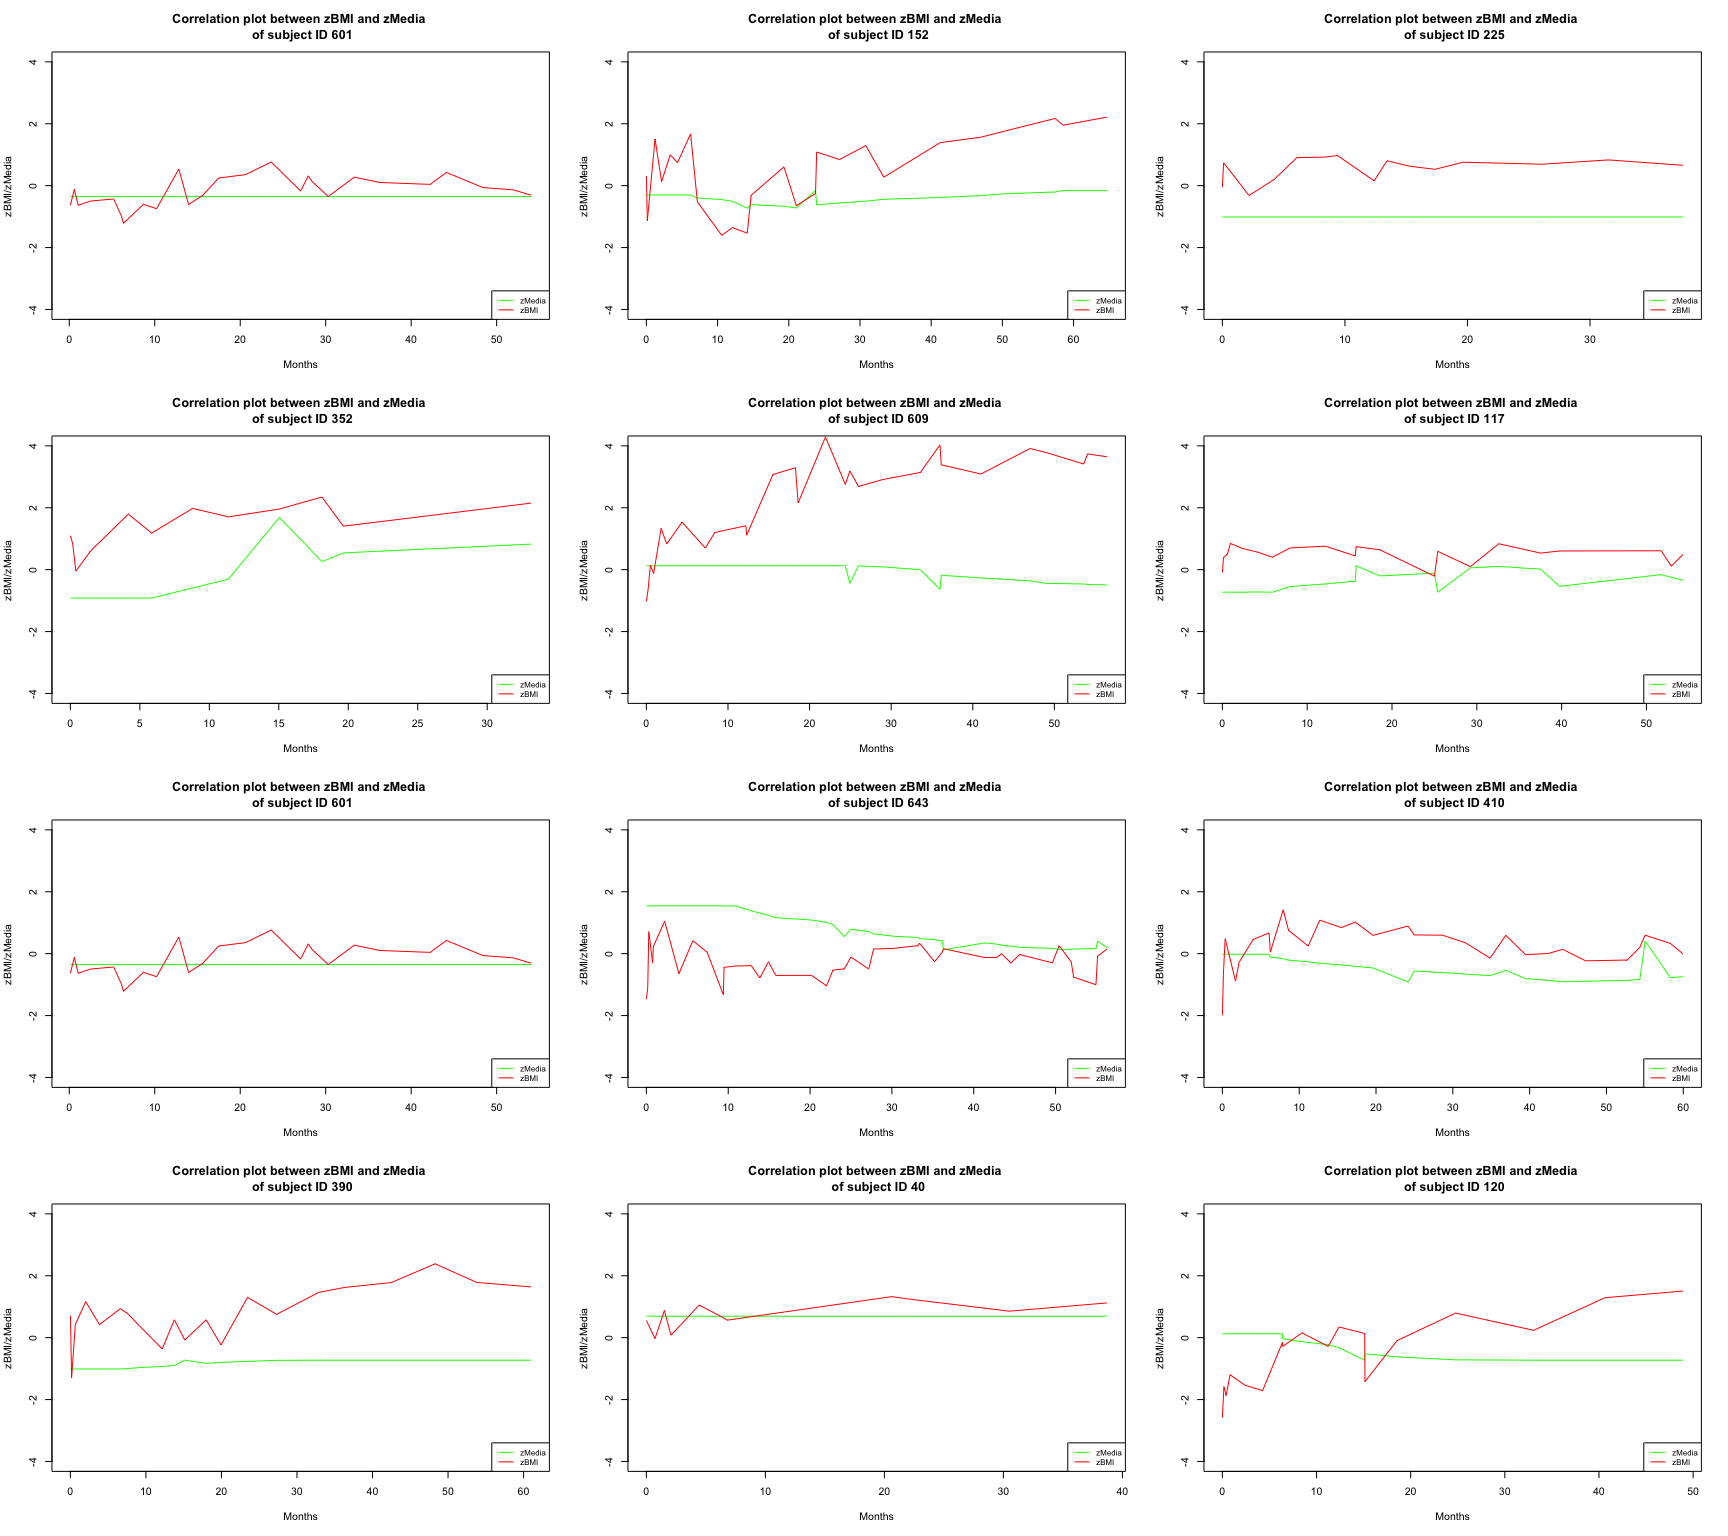 Correlation plot between zBMI and zMedia
of subject ID 601
zBMI/zMedia
4
2
0
-2
-4
zMedia
zBMI
0 10 20 30 40 50
Months
Correlation plot between zBMI and zMedia
of subject ID 152
zBMI/zMedia
4
2
0
-2
-4
zMedia
zBMI
0 10 20 30 40 50 60
Months
Correlation plot between zBMI and zMedia
of subject ID 225
zBMI/zMedia
4
2
0
-2
-4
zMedia
zBMI
0 10 20 30
Months
Correlation plot between zBMI and zMedia
of subject ID 352
zBMI/zMedia
4
2
0
-2
-4
zMedia
zBMI
0 5 10 15 20 25 30
Months
Correlation plot between zBMI and zMedia
of subject ID 609
zBMI/zMedia
4
2
0
-2
-4
zMedia
zBMI
0 10 20 30 40 50
Months
Correlation plot between zBMI and zMedia
of subject ID 117
zBMI/zMedia
4
2
0
-2
-4
zMedia
zBMI
0 10 20 30 40 50
Months
Correlation plot between zBMI and zMedia
of subject ID 601
zBMI/zMedia
4
2
0
-2
-4
zMedia
zBMI
0 10 20 30 40 50
Months
Correlation plot between zBMI and zMedia
of subject ID 643
zBMI/zMedia
4
2
0
-2
-4
zMedia
zBMI
0 10 20 30 40 50
Months
Correlation plot between zBMI and zMedia
of subject ID 410
zBMI/zMedia
4
2
0
-2
-4
zMedia
zBMI
0 10 20 30 40 50 60
Months
Correlation plot between zBMI and zMedia
of subject ID 390
zBMI/zMedia
4
2
0
-2
-4
zMedia
zBMI
0 10 20 30 40 50 60
Months
Correlation plot between zBMI and zMedia
of subject ID 40
zBMI/zMedia
4
2
0
-2
-4
zMedia
zBMI
0 10 20 30 40
Months
Correlation plot between zBMI and zMedia
of subject ID 120
zBMI/zMedia
4
2
0
-2
-4
zMedia
zBMI
0 10 20 30 40 50
Months